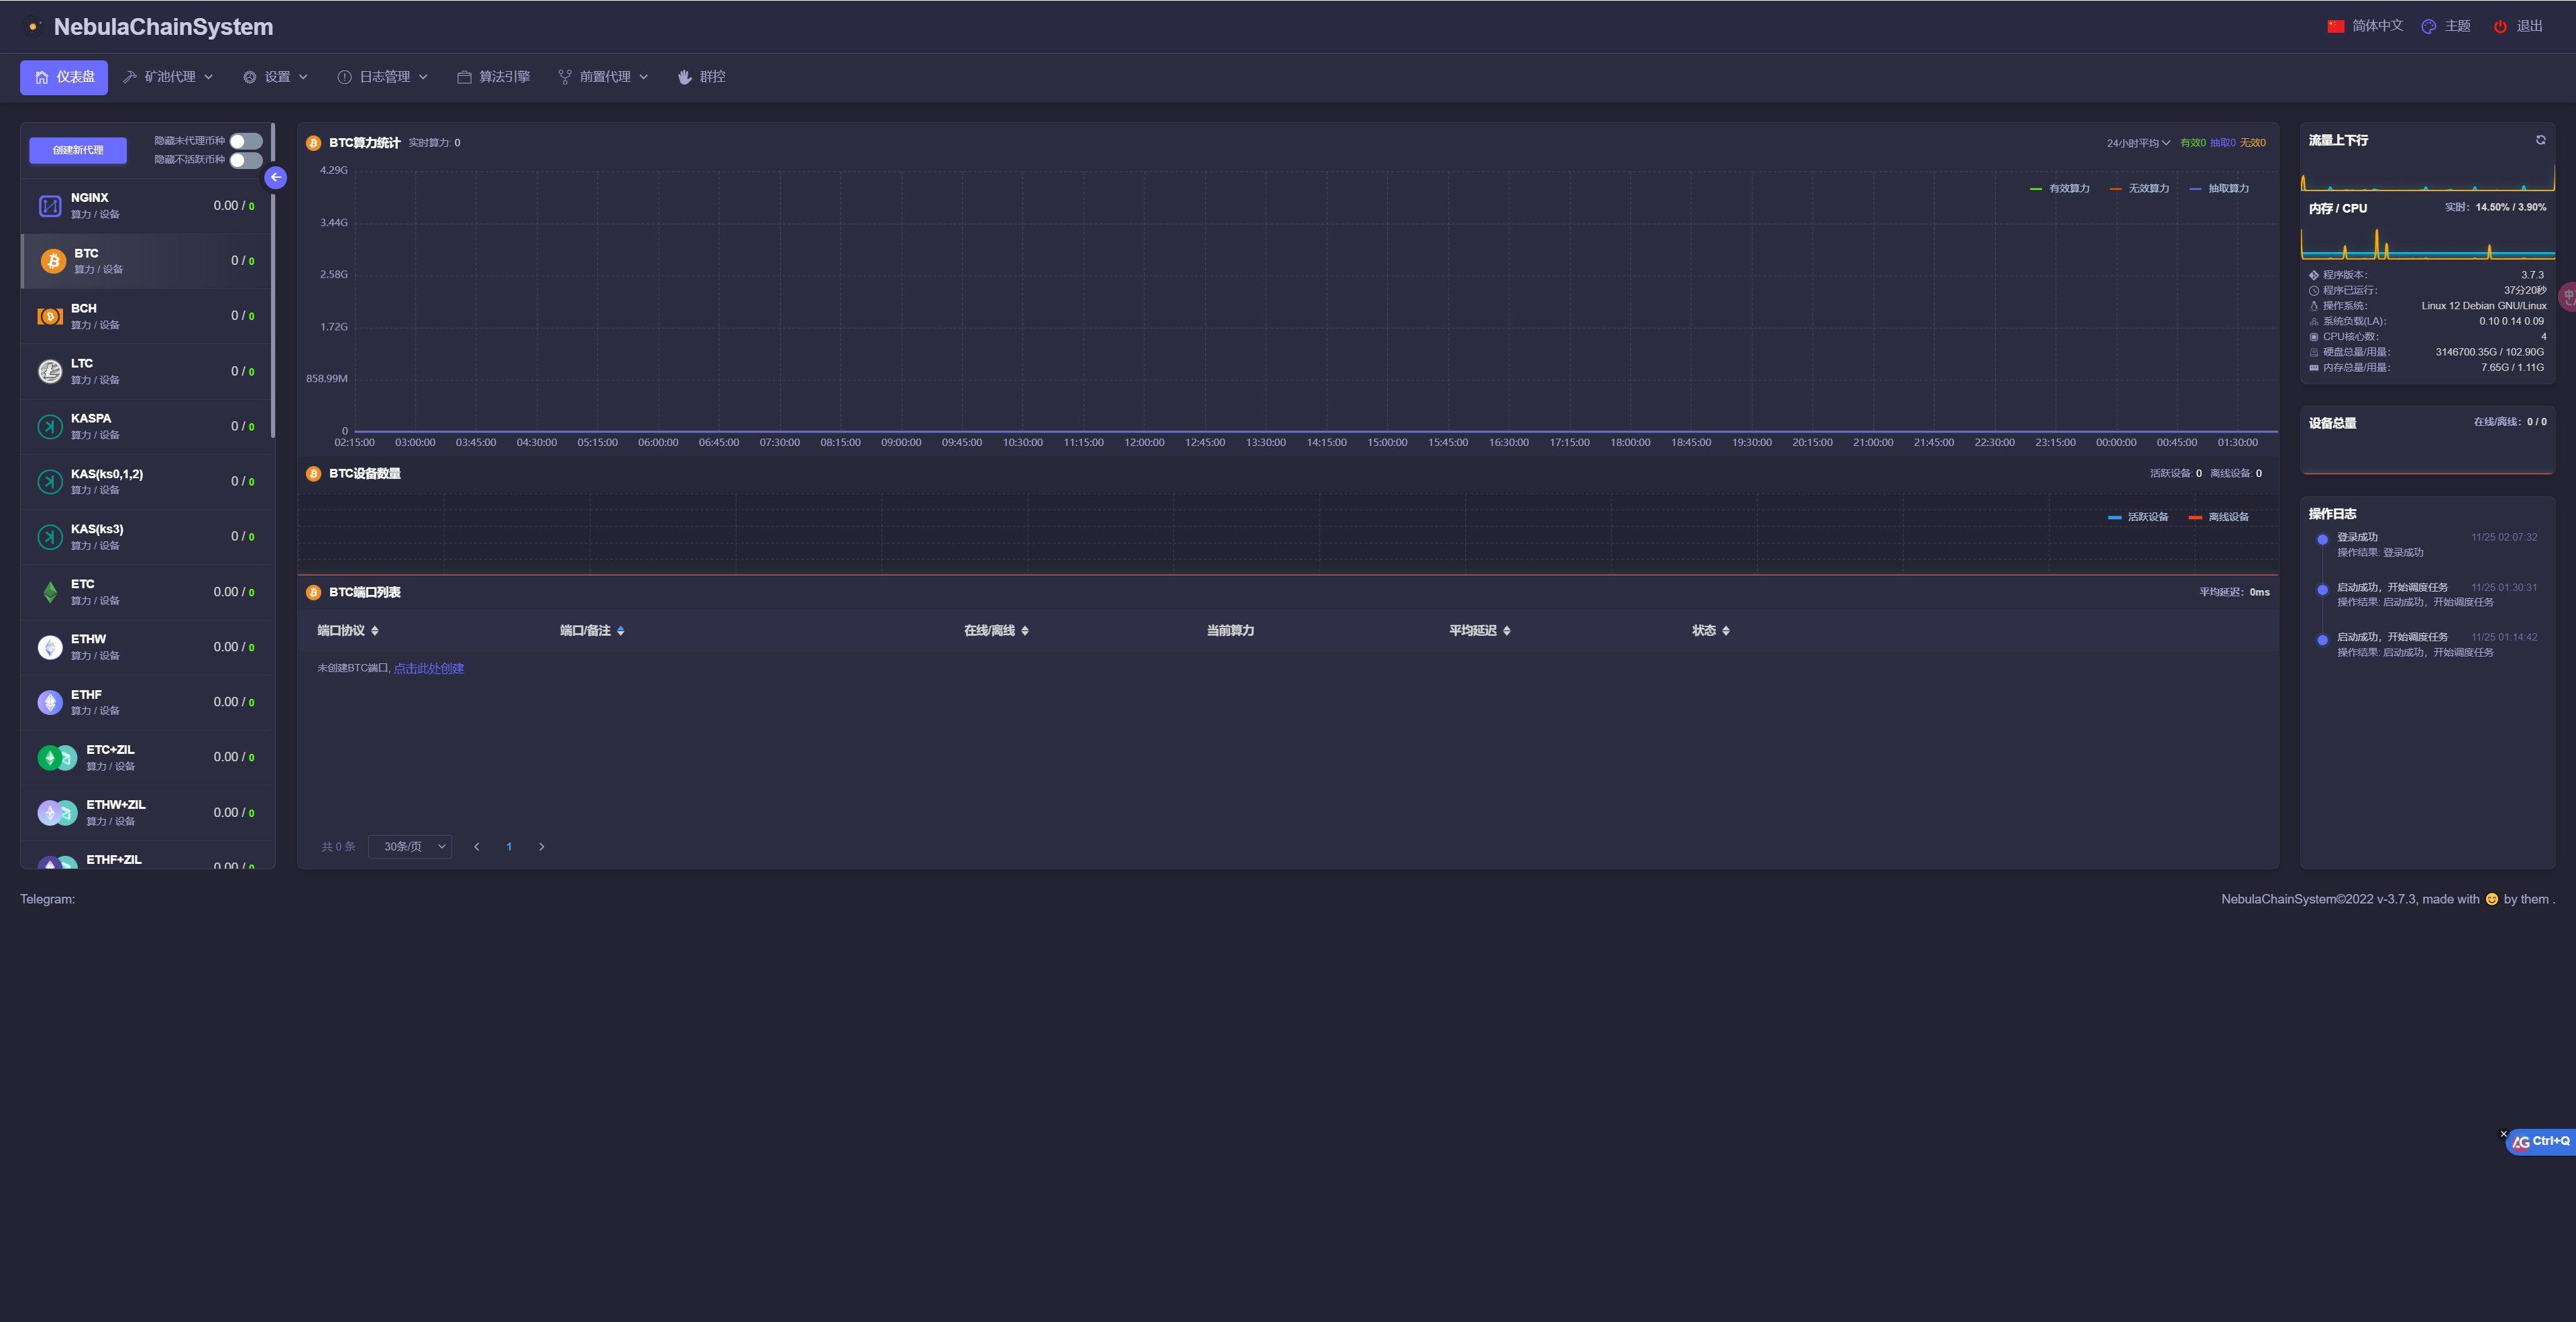 NebulaChainSystem
简体中文 主题 退出
仪表盘 矿池代理 设置 日志管理 算法引擎 前置代理 群控
创建新代理
隐藏未代理币种
隐藏不活跃币种
NGINX
算力 / 设备
0.00 / 0
BTC
算力 / 设备
0 / 0
BCH
算力 / 设备
0 / 0
LTC
算力 / 设备
0 / 0
KASPA
算力 / 设备
0 / 0
KAS(ks0,1,2)
算力 / 设备
0 / 0
KAS(ks3)
算力 / 设备
0 / 0
ETC
算力 / 设备
0.00 / 0
ETHW
算力 / 设备
0.00 / 0
ETHF
算力 / 设备
0.00 / 0
ETC+ZIL
算力 / 设备
0.00 / 0
ETHW+ZIL
算力 / 设备
0.00 / 0
ETHF+ZIL
0.00 / 0
BTC算力统计 实时算力: 0
24小时平均 有效0 抽取0 无效0
有效算力 无效算力 抽取算力
4.29G
3.44G
2.58G
1.72G
858.99M
0
02:15:00 03:00:00 03:45:00 04:30:00 05:15:00 06:00:00 06:45:00 07:30:00 08:15:00 09:00:00 09:45:00 10:30:00 11:15:00 12:00:00 12:45:00 13:30:00 14:15:00 15:00:00 15:45:00 16:30:00 17:15:00 18:00:00 18:45:00 19:30:00 20:15:00 21:00:00 21:45:00 22:30:00 23:15:00 00:00:00 00:45:00 01:30:00
BTC设备数量
活跃设备: 0 离线设备: 0
活跃设备 离线设备
BTC端口列表
平均延迟: 0ms
端口协议 端口/备注 在线/离线 当前算力 平均延迟 状态
未创建BTC端口, 点击此处创建
共 0 条 30条/页 1
流量上下行
内存 / CPU
实时: 14.50% / 3.90%
程序版本: 3.7.3
程序已运行: 37分20秒
操作系统: Linux 12 Debian GNU/Linux
系统负载(LA): 0.10 0.14 0.09
CPU核心数: 4
硬盘总量/用量: 3146700.35G / 102.90G
内存总量/用量: 7.65G / 1.11G
设备总量
在线/离线: 0 / 0
操作日志
登录成功 11/25 02:07:32
操作结果: 登录成功
启动成功，开始调度任务 11/25 01:30:31
操作结果: 启动成功，开始调度任务
启动成功，开始调度任务 11/25 01:14:42
操作结果: 启动成功，开始调度任务
Telegram:
NebulaChainSystem©2022 v-3.7.3, made with 😊 by them .
Ctrl+Q